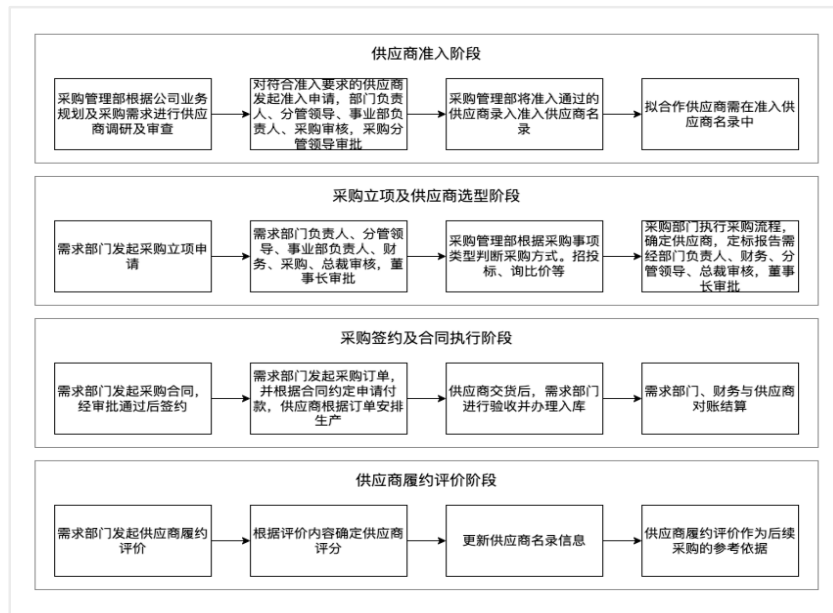 供应商准入阶段
采购管理部根据公司业务
规划及采购需求进行供应
商调研及审查
对符合准入要求的供应商
发起准入申请，部门负责
人、分管领导、事业部负
责人、采购审核，采购分
管领导审批
采购管理部将准入通过的
供应商录入准入供应商名
录
拟合作供应商需在准入供
应商名录中
采购立项及供应商选型阶段
需求部门发起采购立项申
请
需求部门负责人、分管领
导、事业部负责人、财
务、采购、总裁审核，董
事长审批
采购管理部根据采购事项
类型判断采购方式。招投
标、询比价等
采购部门执行采购流程，
确定供应商，定标报告需
经部门负责人、财务、分
管领导、总裁审核，董事
长审批
采购签约及合同执行阶段
需求部门发起采购合同，
经审批通过后签约
需求部门发起采购订单，
并根据合同约定申请付
款，供应商根据订单安排
生产
供应商交货后，需求部门
进行验收并办理入库
需求部门、财务与供应商
对账结算
供应商履约评价阶段
需求部门发起供应商履约
评价
根据评价内容确定供应商
评分
更新供应商名录信息
供应商履约评价作为后续
采购的参考依据